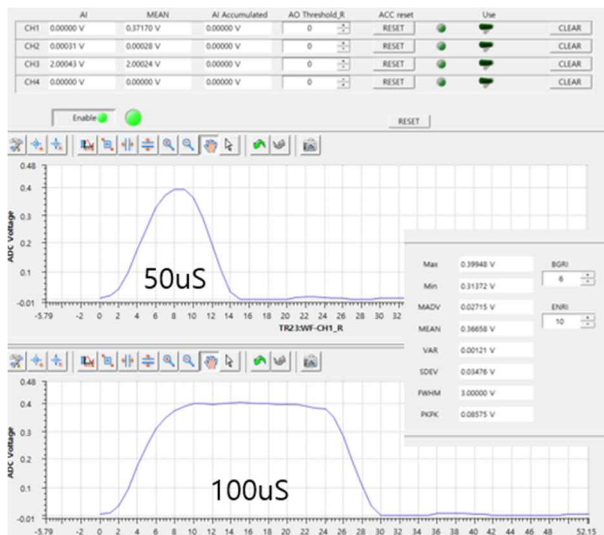 AI MEAN AI Accumulated AO Threshold_R ACC reset Use
CH1 0.00000 V 0.37170 V 0.00000 V 0 RESET CLEAR
CH2 0.00031 V 0.00028 V 0.00000 V 0 RESET CLEAR
CH3 2.00043 V 2.00024 V 0.00000 V 0 RESET CLEAR
CH4 0.00000 V 0.00000 V 0.00000 V 0 RESET CLEAR
Enable RESET
0.48
0.4
0.3
0.2
0.1
-0.01
ADC Voltage
50uS
-5.79 -2 0 2 4 6 8 10 12 14 16 18 20 22 24 26 28 30 32
TR23:WF-CH1_R
Max 0.39948 V BGRI
Min 0.31372 V 6
MADV 0.02715 V ENRI
MEAN 0.36658 V 10
VAR 0.00121 V
SDEV 0.03476 V
FWHM 3.00000 V
PKPK 0.08575 V
0.48
0.4
0.3
0.2
0.1
-0.01
ADC Voltage
100uS
-5.79 -2 0 2 4 6 8 10 12 14 16 18 20 22 24 26 28 30 32 34 36 38 40 42 44 46 48 52.15